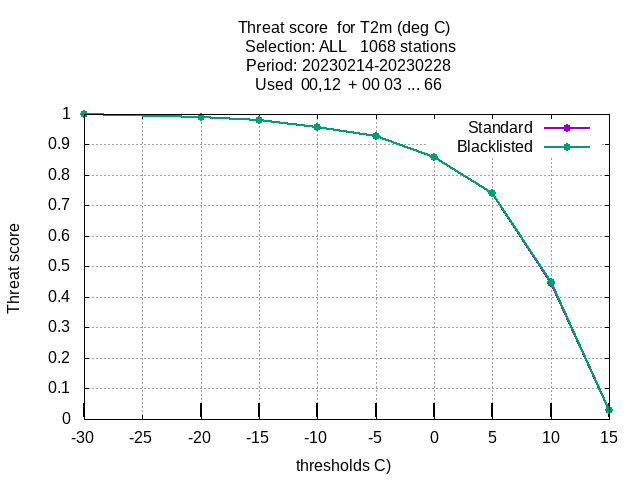 Threat score  for T2m (deg C)
Selection: ALL   1068 stations
Period: 20230214-20230228
Used  00,12  + 00 03 ... 66
Standard
Blacklisted
Threat score
1
0.9
0.8
0.7
0.6
0.5
0.4
0.3
0.2
0.1
0
-30 -25 -20 -15 -10 -5 0 5 10 15
thresholds C)